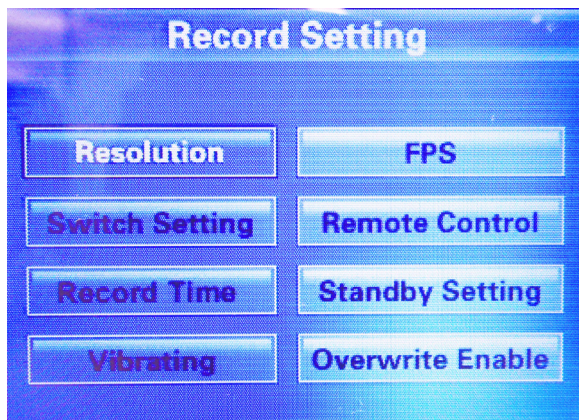 Record Setting
Resolution
FPS
Switch Setting
Remote Control
Record Time
Standby Setting
Vibrating
Overwrite Enable